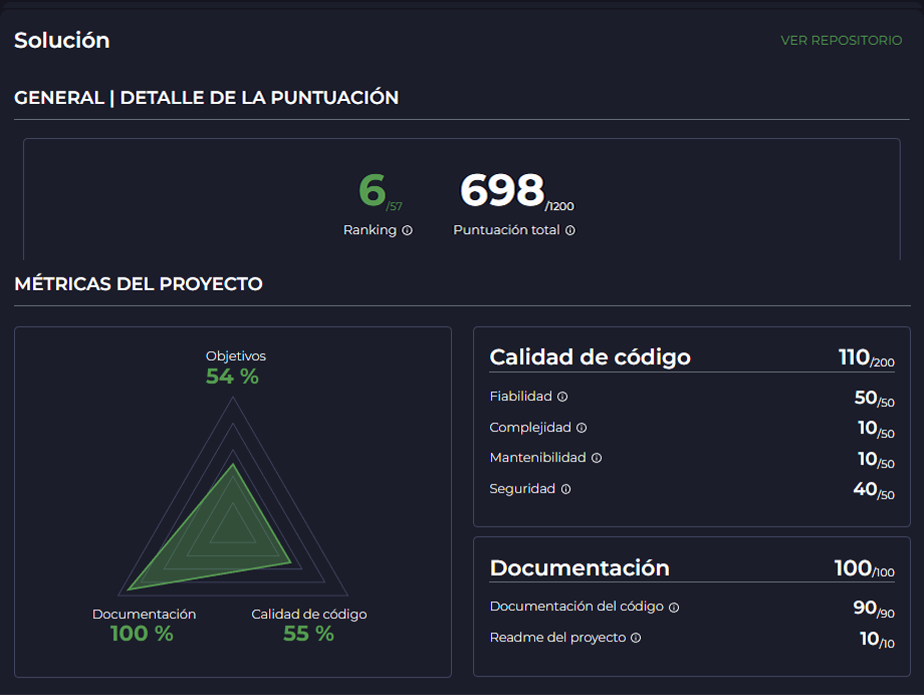 Solución
VER REPOSITORIO
GENERAL | DETALLE DE LA PUNTUACIÓN
6/57
Ranking
698/1200
Puntuación total
MÉTRICAS DEL PROYECTO
Objetivos
54 %
Documentación
100 %
Calidad de código
55 %
Calidad de código 110/200
Fiabilidad 50/50
Complejidad 10/50
Mantenibilidad 10/50
Seguridad 40/50
Documentación 100/100
Documentación del código 90/90
Readme del proyecto 10/10